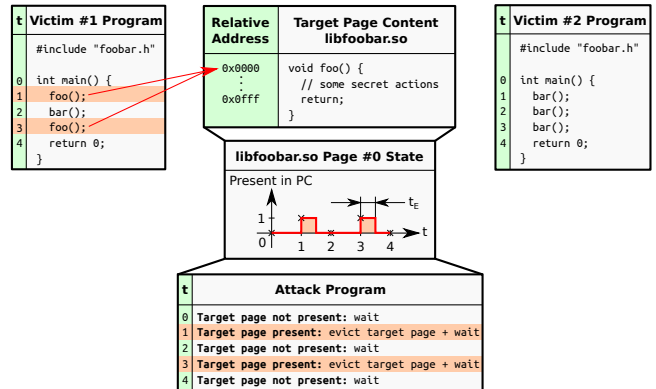 t Victim #1 Program
#include "foobar.h"
0 int main() {
1 foo();
2 bar();
3 foo();
4 return 0;
}
Relative Address
Target Page Content
libfoobar.so
0x0000
⋮
0x0fff
void foo() {
// some secret actions
return;
}
t Victim #2 Program
#include "foobar.h"
0 int main() {
1 bar();
2 bar();
3 bar();
4 return 0;
}
libfoobar.so Page #0 State
Present in PC
tE
1
t
0 1 2 3 4
t Attack Program
0 Target page not present: wait
1 Target page present: evict target page + wait
2 Target page not present: wait
3 Target page present: evict target page + wait
4 Target page not present: wait